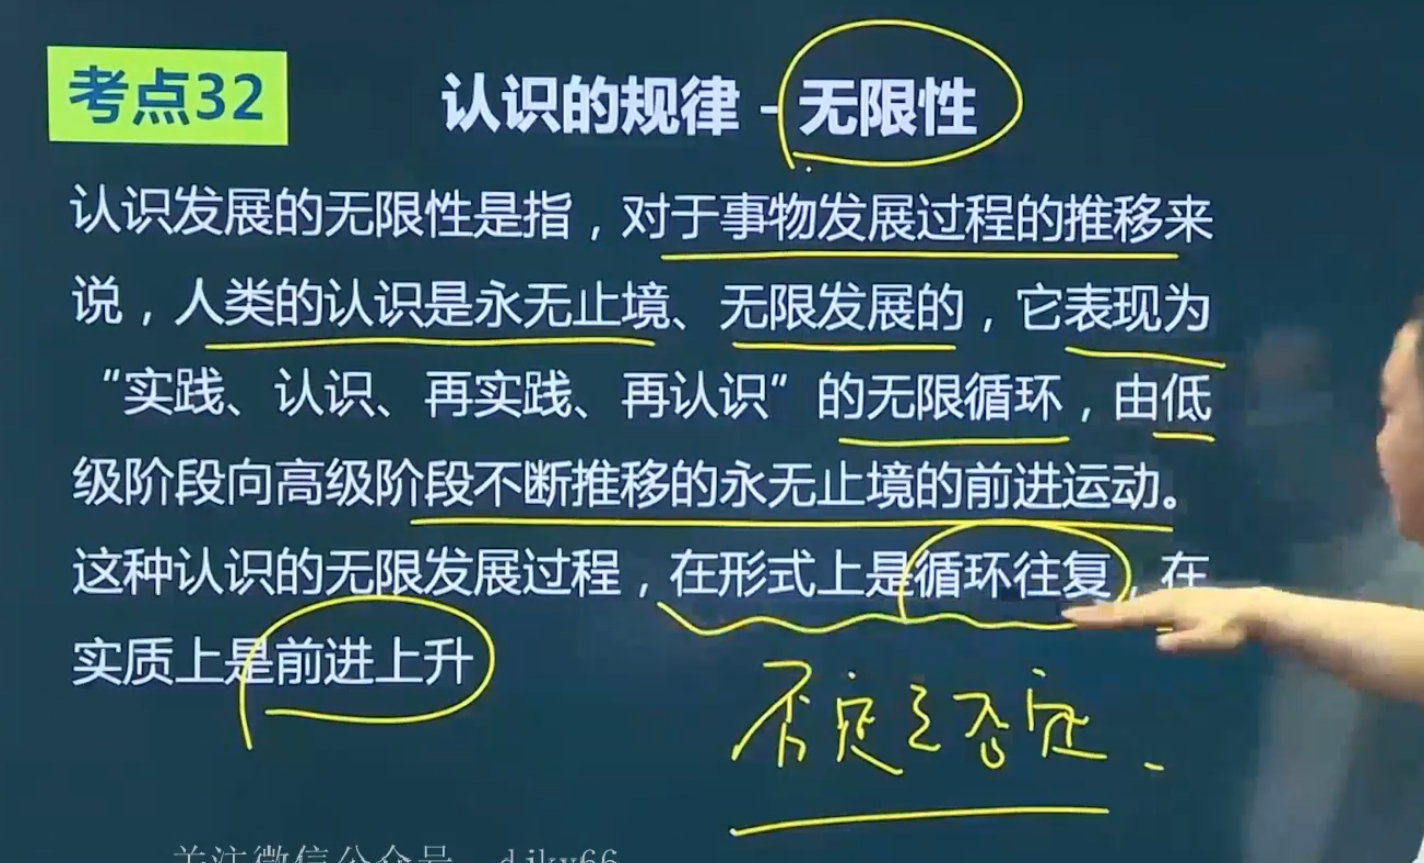 考点32
认识的规律-无限性
认识发展的无限性是指，对于事物发展过程的推移来
说，人类的认识是永无止境、无限发展的，它表现为
“实践、认识、再实践、再认识”的无限循环，由低
级阶段向高级阶段不断推移的永无止境的前进运动。
这种认识的无限发展过程，在形式上是循环往复，在
实质上是前进上升
否定之否定
关注微信公众号